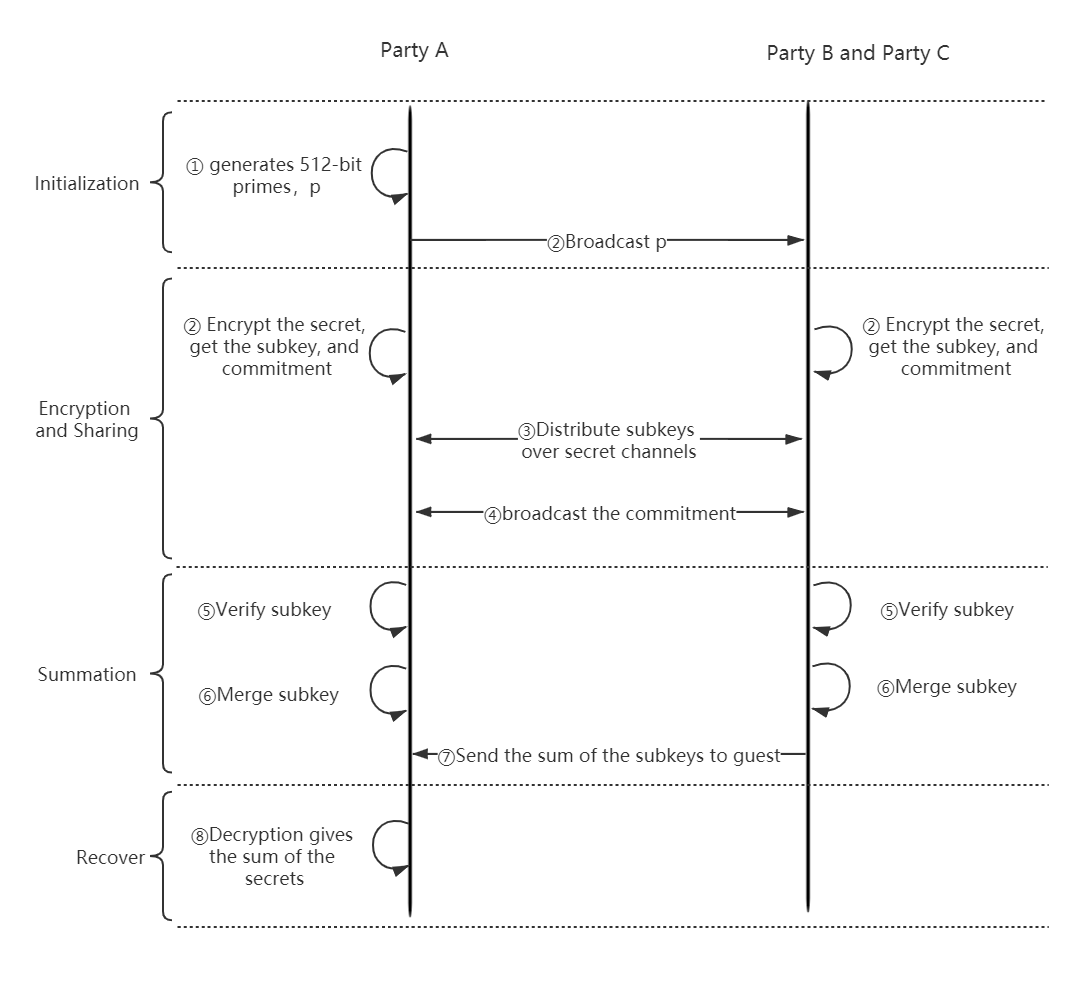 Party A
Party B and Party C
Initialization
① generates 512-bit
primes，p
②Broadcast p
Encryption
and Sharing
② Encrypt the secret,
get the subkey, and
commitment
② Encrypt the secret,
get the subkey, and
commitment
③Distribute subkeys
over secret channels
④broadcast the commitment
Summation
⑤Verify subkey
⑤Verify subkey
⑥Merge subkey
⑥Merge subkey
⑦Send the sum of the subkeys to guest
Recover
⑧Decryption gives
the sum of the
secrets